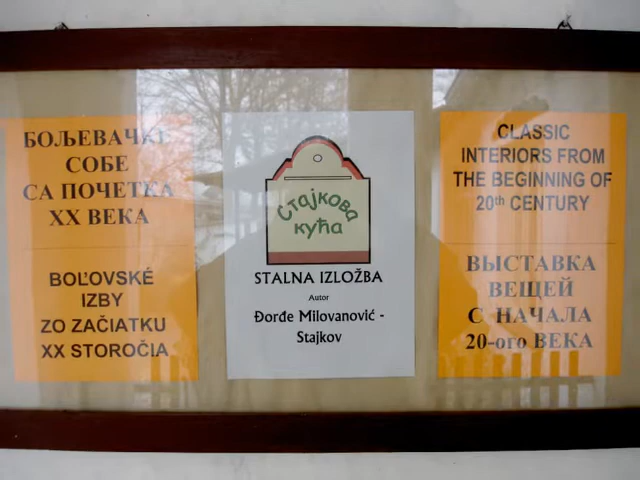 БОЉЕВАЧКЕ
СОБЕ
СА ПОЧЕТКА
XX ВЕКА
BOĽOVSKÉ
IZBY
ZO ZAČIATKU
XX STOROČIA
Стајкова
кућа
STALNA IZLOŽBA
Autor
Đorđe Milovanović -
Stajkov
CLASSIC
INTERIORS FROM
THE BEGINNING OF
20th CENTURY
ВЫСТАВКА
ВЕЩЕЙ
С НАЧАЛА
20-ого ВЕКА